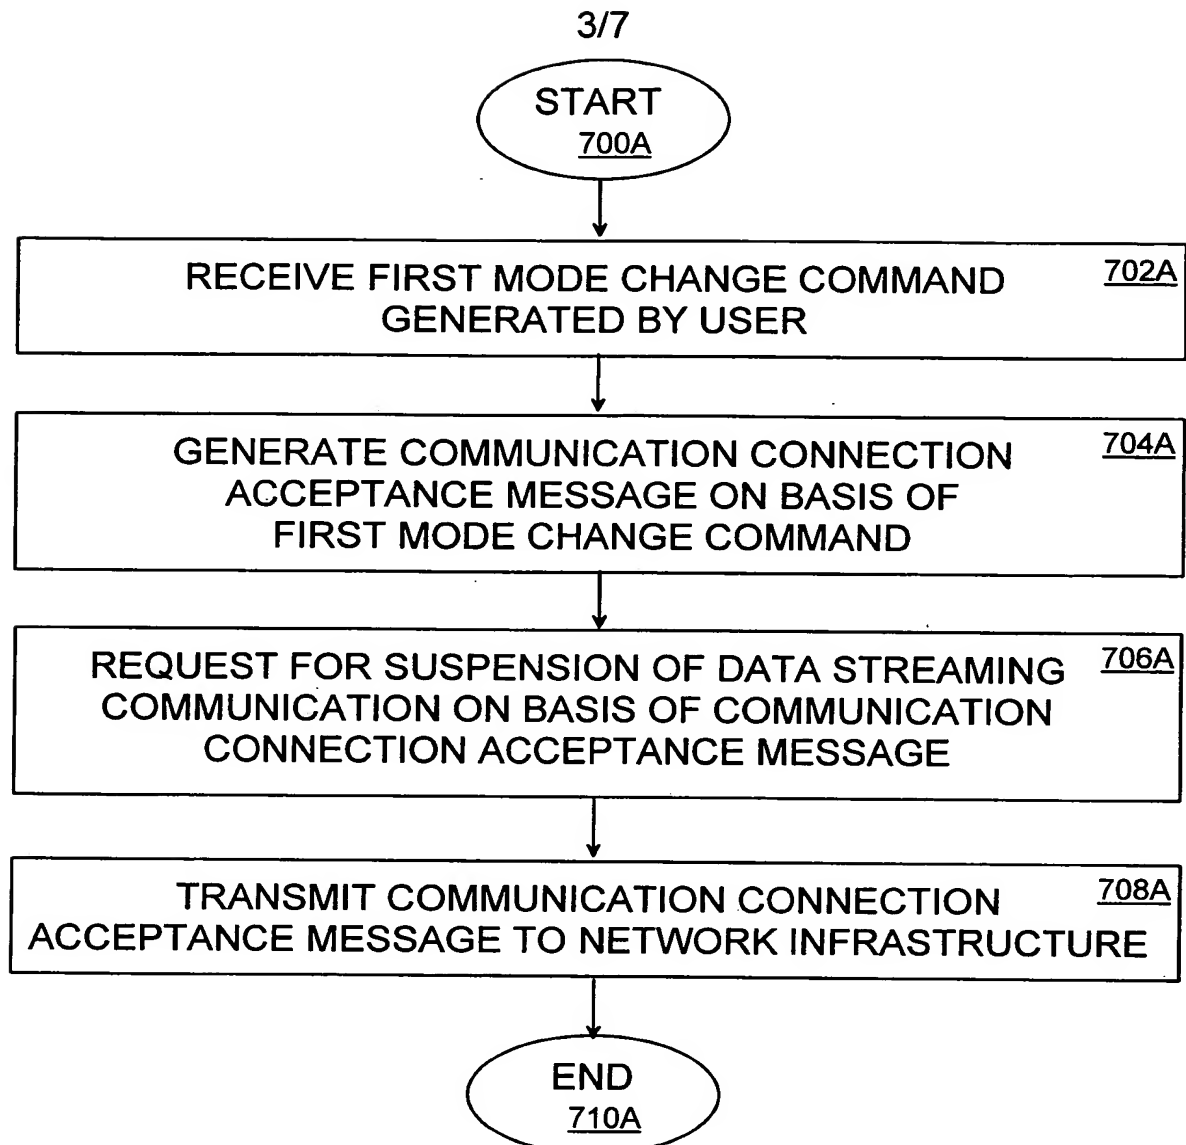 3/7
START
700A
RECEIVE FIRST MODE CHANGE COMMAND
GENERATED BY USER
702A
GENERATE COMMUNICATION CONNECTION
ACCEPTANCE MESSAGE ON BASIS OF
FIRST MODE CHANGE COMMAND
704A
REQUEST FOR SUSPENSION OF DATA STREAMING
COMMUNICATION ON BASIS OF COMMUNICATION
CONNECTION ACCEPTANCE MESSAGE
706A
TRANSMIT COMMUNICATION CONNECTION
ACCEPTANCE MESSAGE TO NETWORK INFRASTRUCTURE
708A
END
710A